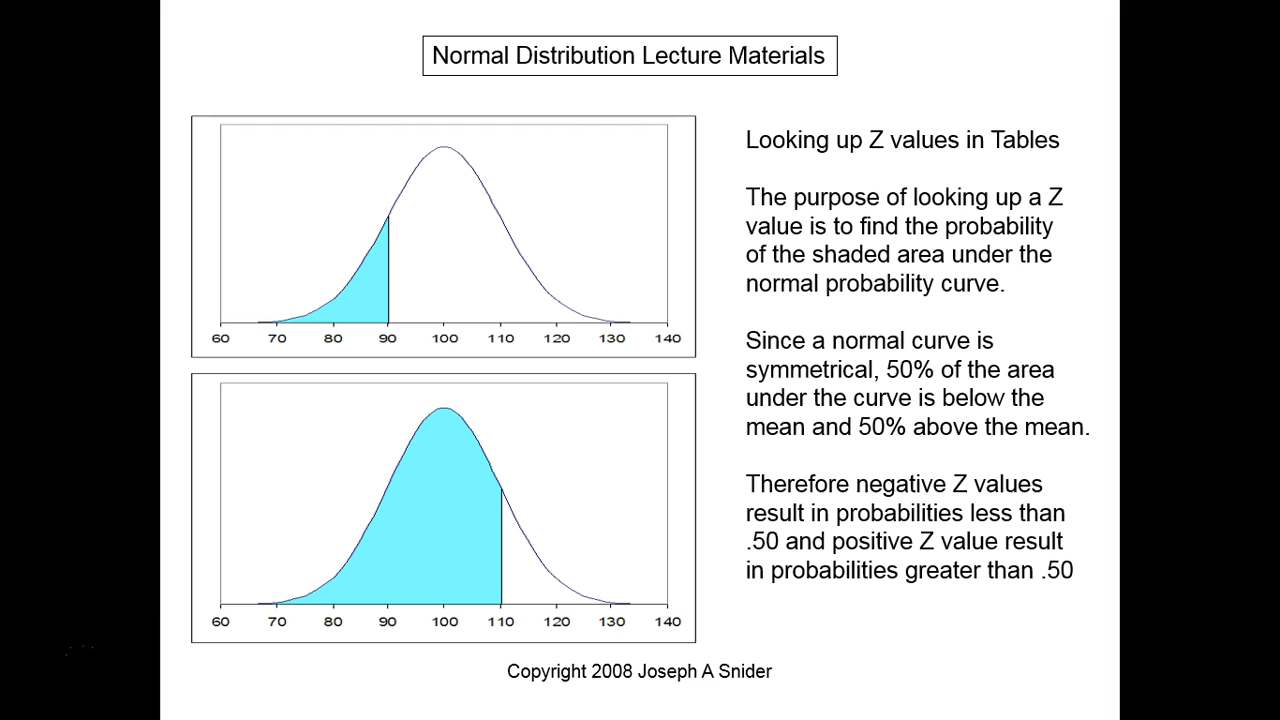 Normal Distribution Lecture Materials
60 70 80 90 100 110 120 130 140
60 70 80 90 100 110 120 130 140
Looking up Z values in Tables
The purpose of looking up a Z
value is to find the probability
of the shaded area under the
normal probability curve.
Since a normal curve is
symmetrical, 50% of the area
under the curve is below the
mean and 50% above the mean.
Therefore negative Z values
result in probabilities less than
.50 and positive Z value result
in probabilities greater than .50
Copyright 2008 Joseph A Snider